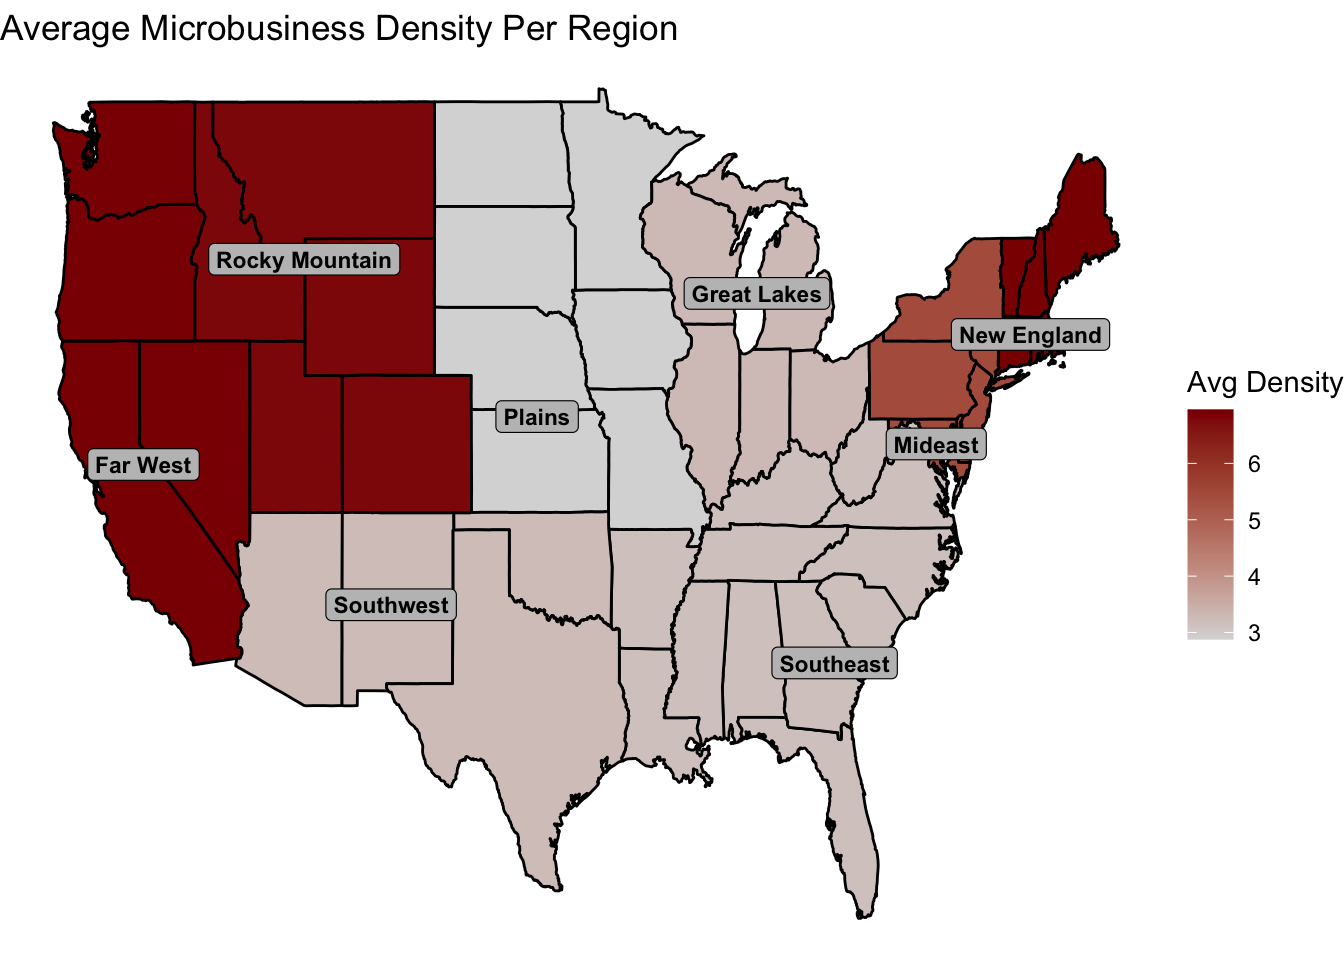 Average Microbusiness Density Per Region
Rocky Mountain
Great Lakes
New England
Plains
Mideast
Far West
Southwest
Southeast
Avg Density
6
5
4
3